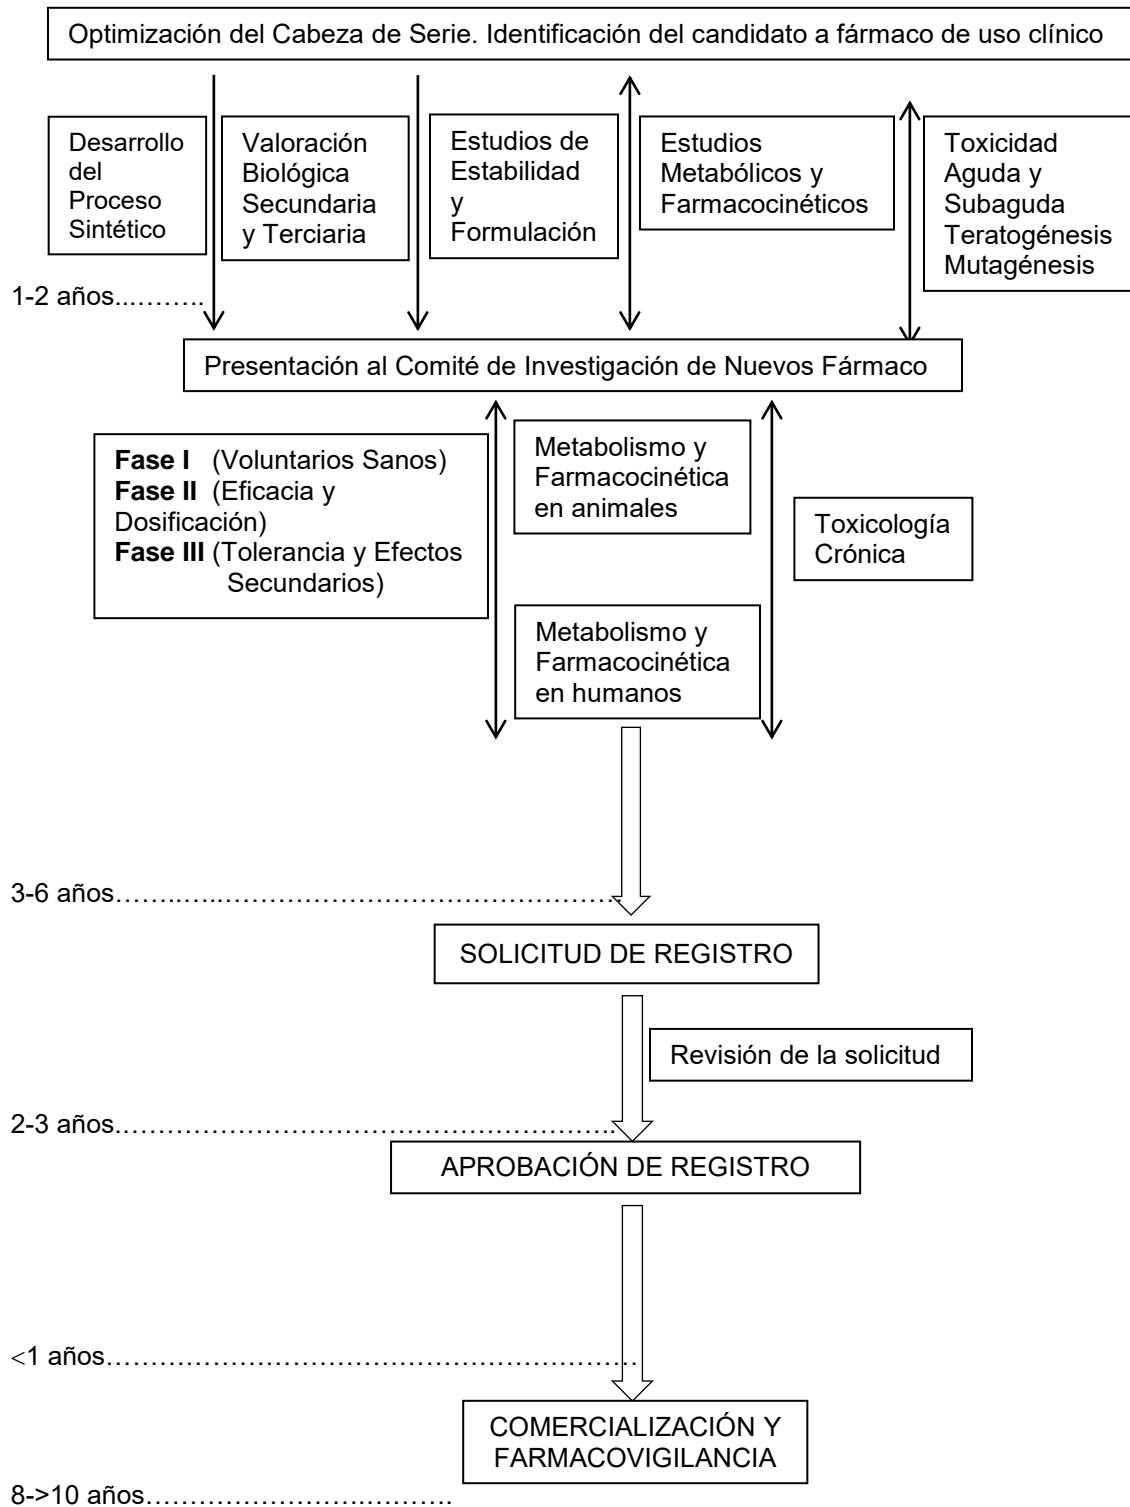 Optimización del Cabeza de Serie. Identificación del candidato a fármaco de uso clínico
Desarrollo
del
Proceso
Sintético
Valoración
Biológica
Secundaria
y Terciaria
Estudios de
Estabilidad
y
Formulación
Estudios
Metabólicos y
Farmacocinéticos
Toxicidad
Aguda y
Subaguda
Teratogénesis
Mutagénesis
1-2 años...……..
Presentación al Comité de Investigación de Nuevos Fármaco
Fase I (Voluntarios Sanos)
Fase II (Eficacia y
Dosificación)
Fase III (Tolerancia y Efectos
Secundarios)
Metabolismo y
Farmacocinética
en animales
Toxicología
Crónica
Metabolismo y
Farmacocinética
en humanos
3-6 años……..…..……………………………………….
SOLICITUD DE REGISTRO
Revisión de la solicitud
2-3 años..………………………………………………..
APROBACIÓN DE REGISTRO
<1 años……………………………………………………
COMERCIALIZACIÓN Y
FARMACOVIGILANCIA
8->10 años…………………….……….